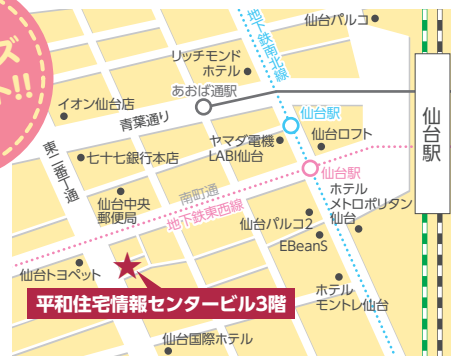 ズ
!!
仙台パルコ
地下鉄南北線
リッチモンド
ホテル
あおば通駅
イオン仙台店
青葉通り
仙台駅
仙台駅
ヤマダ電機
LABI仙台
仙台ロフト
東二番丁通
七十七銀行本店
仙台駅
南町通
地下鉄東西線
仙台中央
郵便局
ホテル
メトロポリタン
仙台
仙台パルコ2
EBeanS
仙台トヨペット
平和住宅情報センタービル3階
ホテル
モントレ仙台
仙台国際ホテル